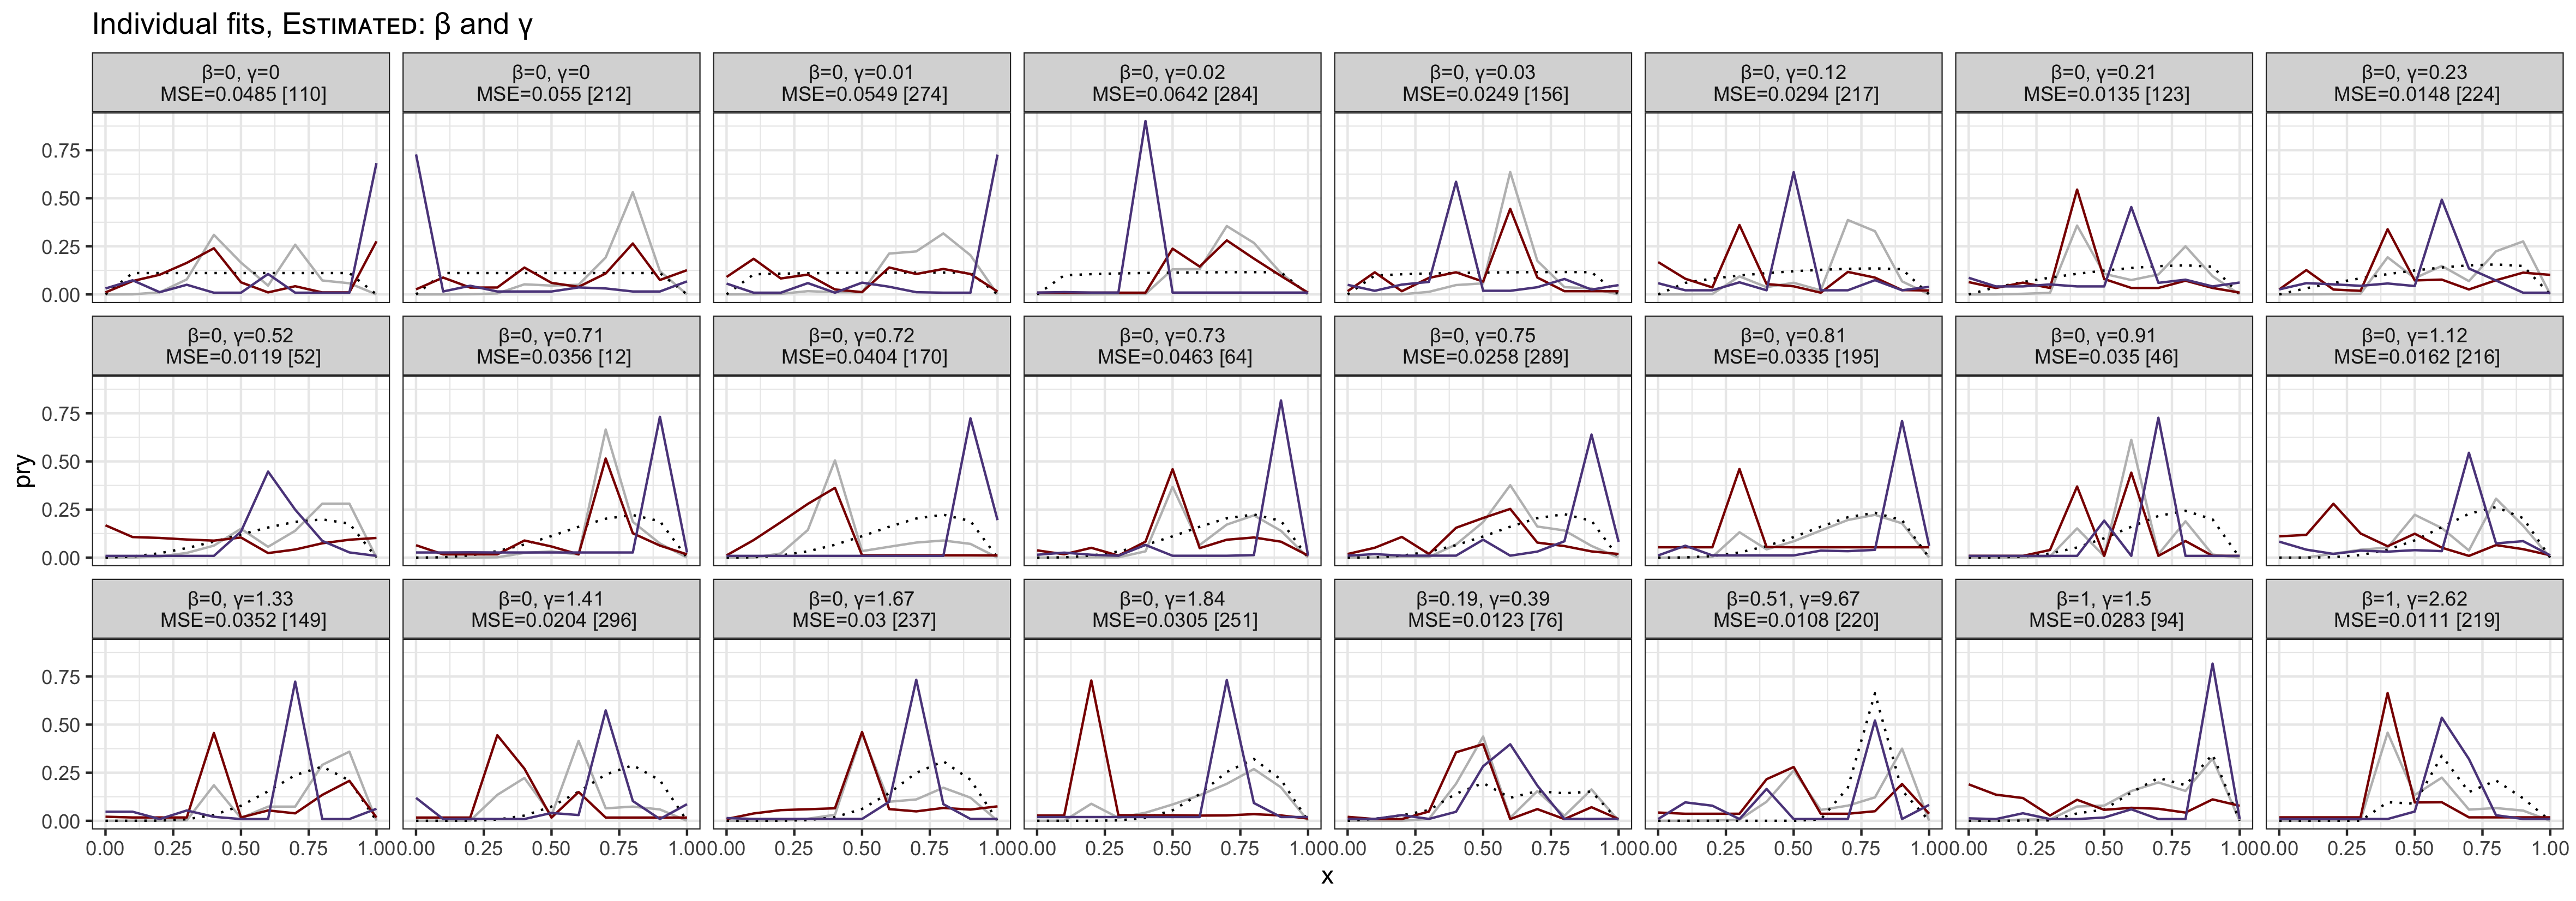 Individual fits, Eꜱᴛɪᴍᴀᴛᴇᴅ: β and γ
β=0, γ=0 β=0, γ=0 β=0, γ=0.01 β=0, γ=0.02 β=0, γ=0.03 β=0, γ=0.12 β=0, γ=0.21 β=0, γ=0.23
MSE=0.0485 [110] MSE=0.055 [212] MSE=0.0549 [274] MSE=0.0642 [284] MSE=0.0249 [156] MSE=0.0294 [217] MSE=0.0135 [123] MSE=0.0148 [224]
0.75
0.50
0.25
0.00
β=0, γ=0.52 β=0, γ=0.71 β=0, γ=0.72 β=0, γ=0.73 β=0, γ=0.75 β=0, γ=0.81 β=0, γ=0.91 β=0, γ=1.12
MSE=0.0119 [52] MSE=0.0356 [12] MSE=0.0404 [170] MSE=0.0463 [64] MSE=0.0258 [289] MSE=0.0335 [195] MSE=0.035 [46] MSE=0.0162 [216]
0.75
0.50
0.25
0.00
pry
β=0, γ=1.33 β=0, γ=1.41 β=0, γ=1.67 β=0, γ=1.84 β=0.19, γ=0.39 β=0.51, γ=9.67 β=1, γ=1.5 β=1, γ=2.62
MSE=0.0352 [149] MSE=0.0204 [296] MSE=0.03 [237] MSE=0.0305 [251] MSE=0.0123 [76] MSE=0.0108 [220] MSE=0.0283 [94] MSE=0.0111 [219]
0.75
0.50
0.25
0.00
0.00 0.25 0.50 0.75 1.00 0.00 0.25 0.50 0.75 1.00 0.00 0.25 0.50 0.75 1.00 0.00 0.25 0.50 0.75 1.00 0.00 0.25 0.50 0.75 1.00 0.00 0.25 0.50 0.75 1.00 0.00 0.25 0.50 0.75 1.00 0.00 0.25 0.50 0.75 1.00
x